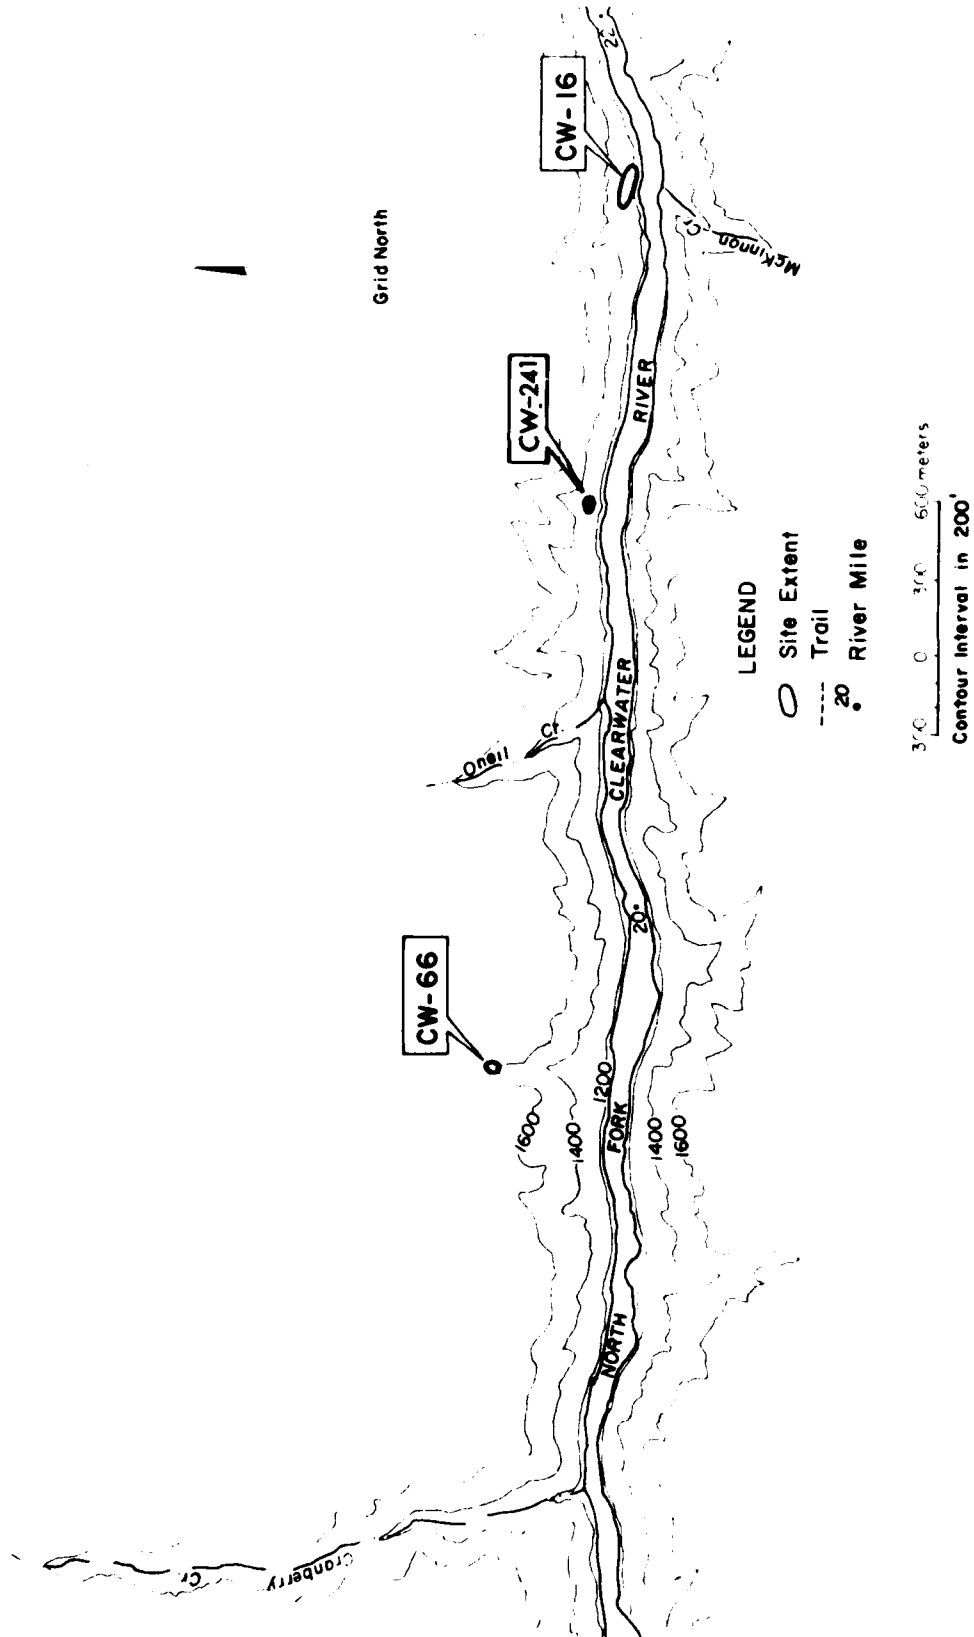 CW-66
CW-241
CW-16
Grid North
Cranberry
Cr.
Oneil
Cr.
McKinnon
Cr.
NORTH
FORK
CLEARWATER
RIVER
1600
1400
1200
1400
1600
20
LEGEND
Site Extent
Trail
20
River Mile
300 0 300 600 meters
Contour Interval in 200'